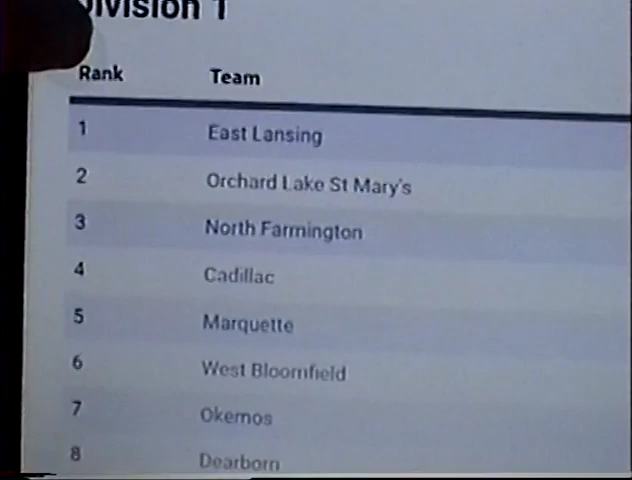 Division 1
Rank Team
1 East Lansing
2 Orchard Lake St Mary's
3 North Farmington
4 Cadillac
5 Marquette
6 West Bloomfield
7 Okemos
8 Dearborn